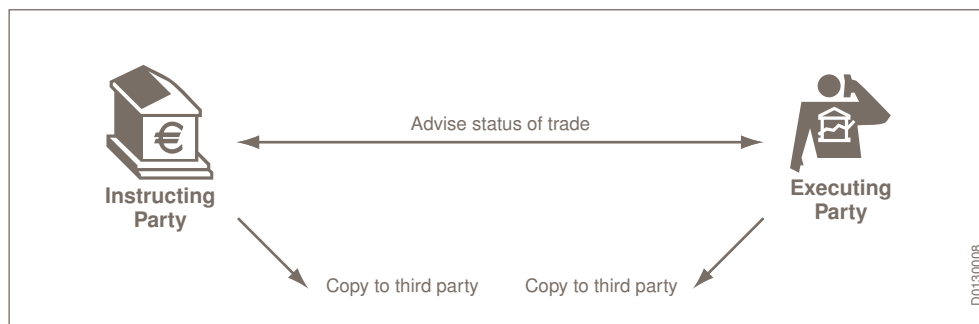 Advise status of trade
€
Instructing
Party
Executing
Party
Copy to third party
Copy to third party
D0130008